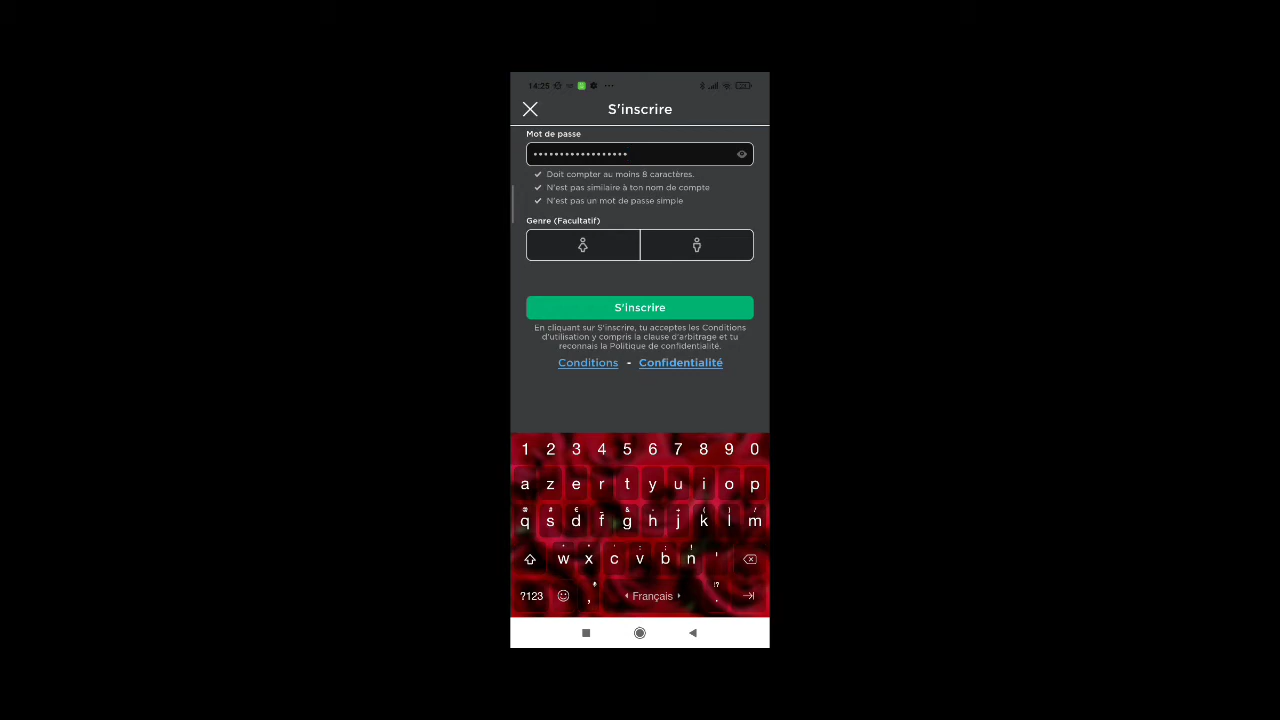 14:25
S'inscrire
Mot de passe
••••••••••••••••••
Doit compter au moins 8 caractères.
N'est pas similaire à ton nom de compte
N'est pas un mot de passe simple
Genre (Facultatif)
S'inscrire
En cliquant sur S'inscrire, tu acceptes les Conditions
d'utilisation y compris la clause d'arbitrage et tu
reconnais la Politique de confidentialité.
Conditions - Confidentialité
1 2 3 4 5 6 7 8 9 0
a z e r t y u i o p
@ # € _ & - + ( ) /
q s d f g h j k l m
* " ' : ; !
w x c v b n '
!?
?123 , Français .